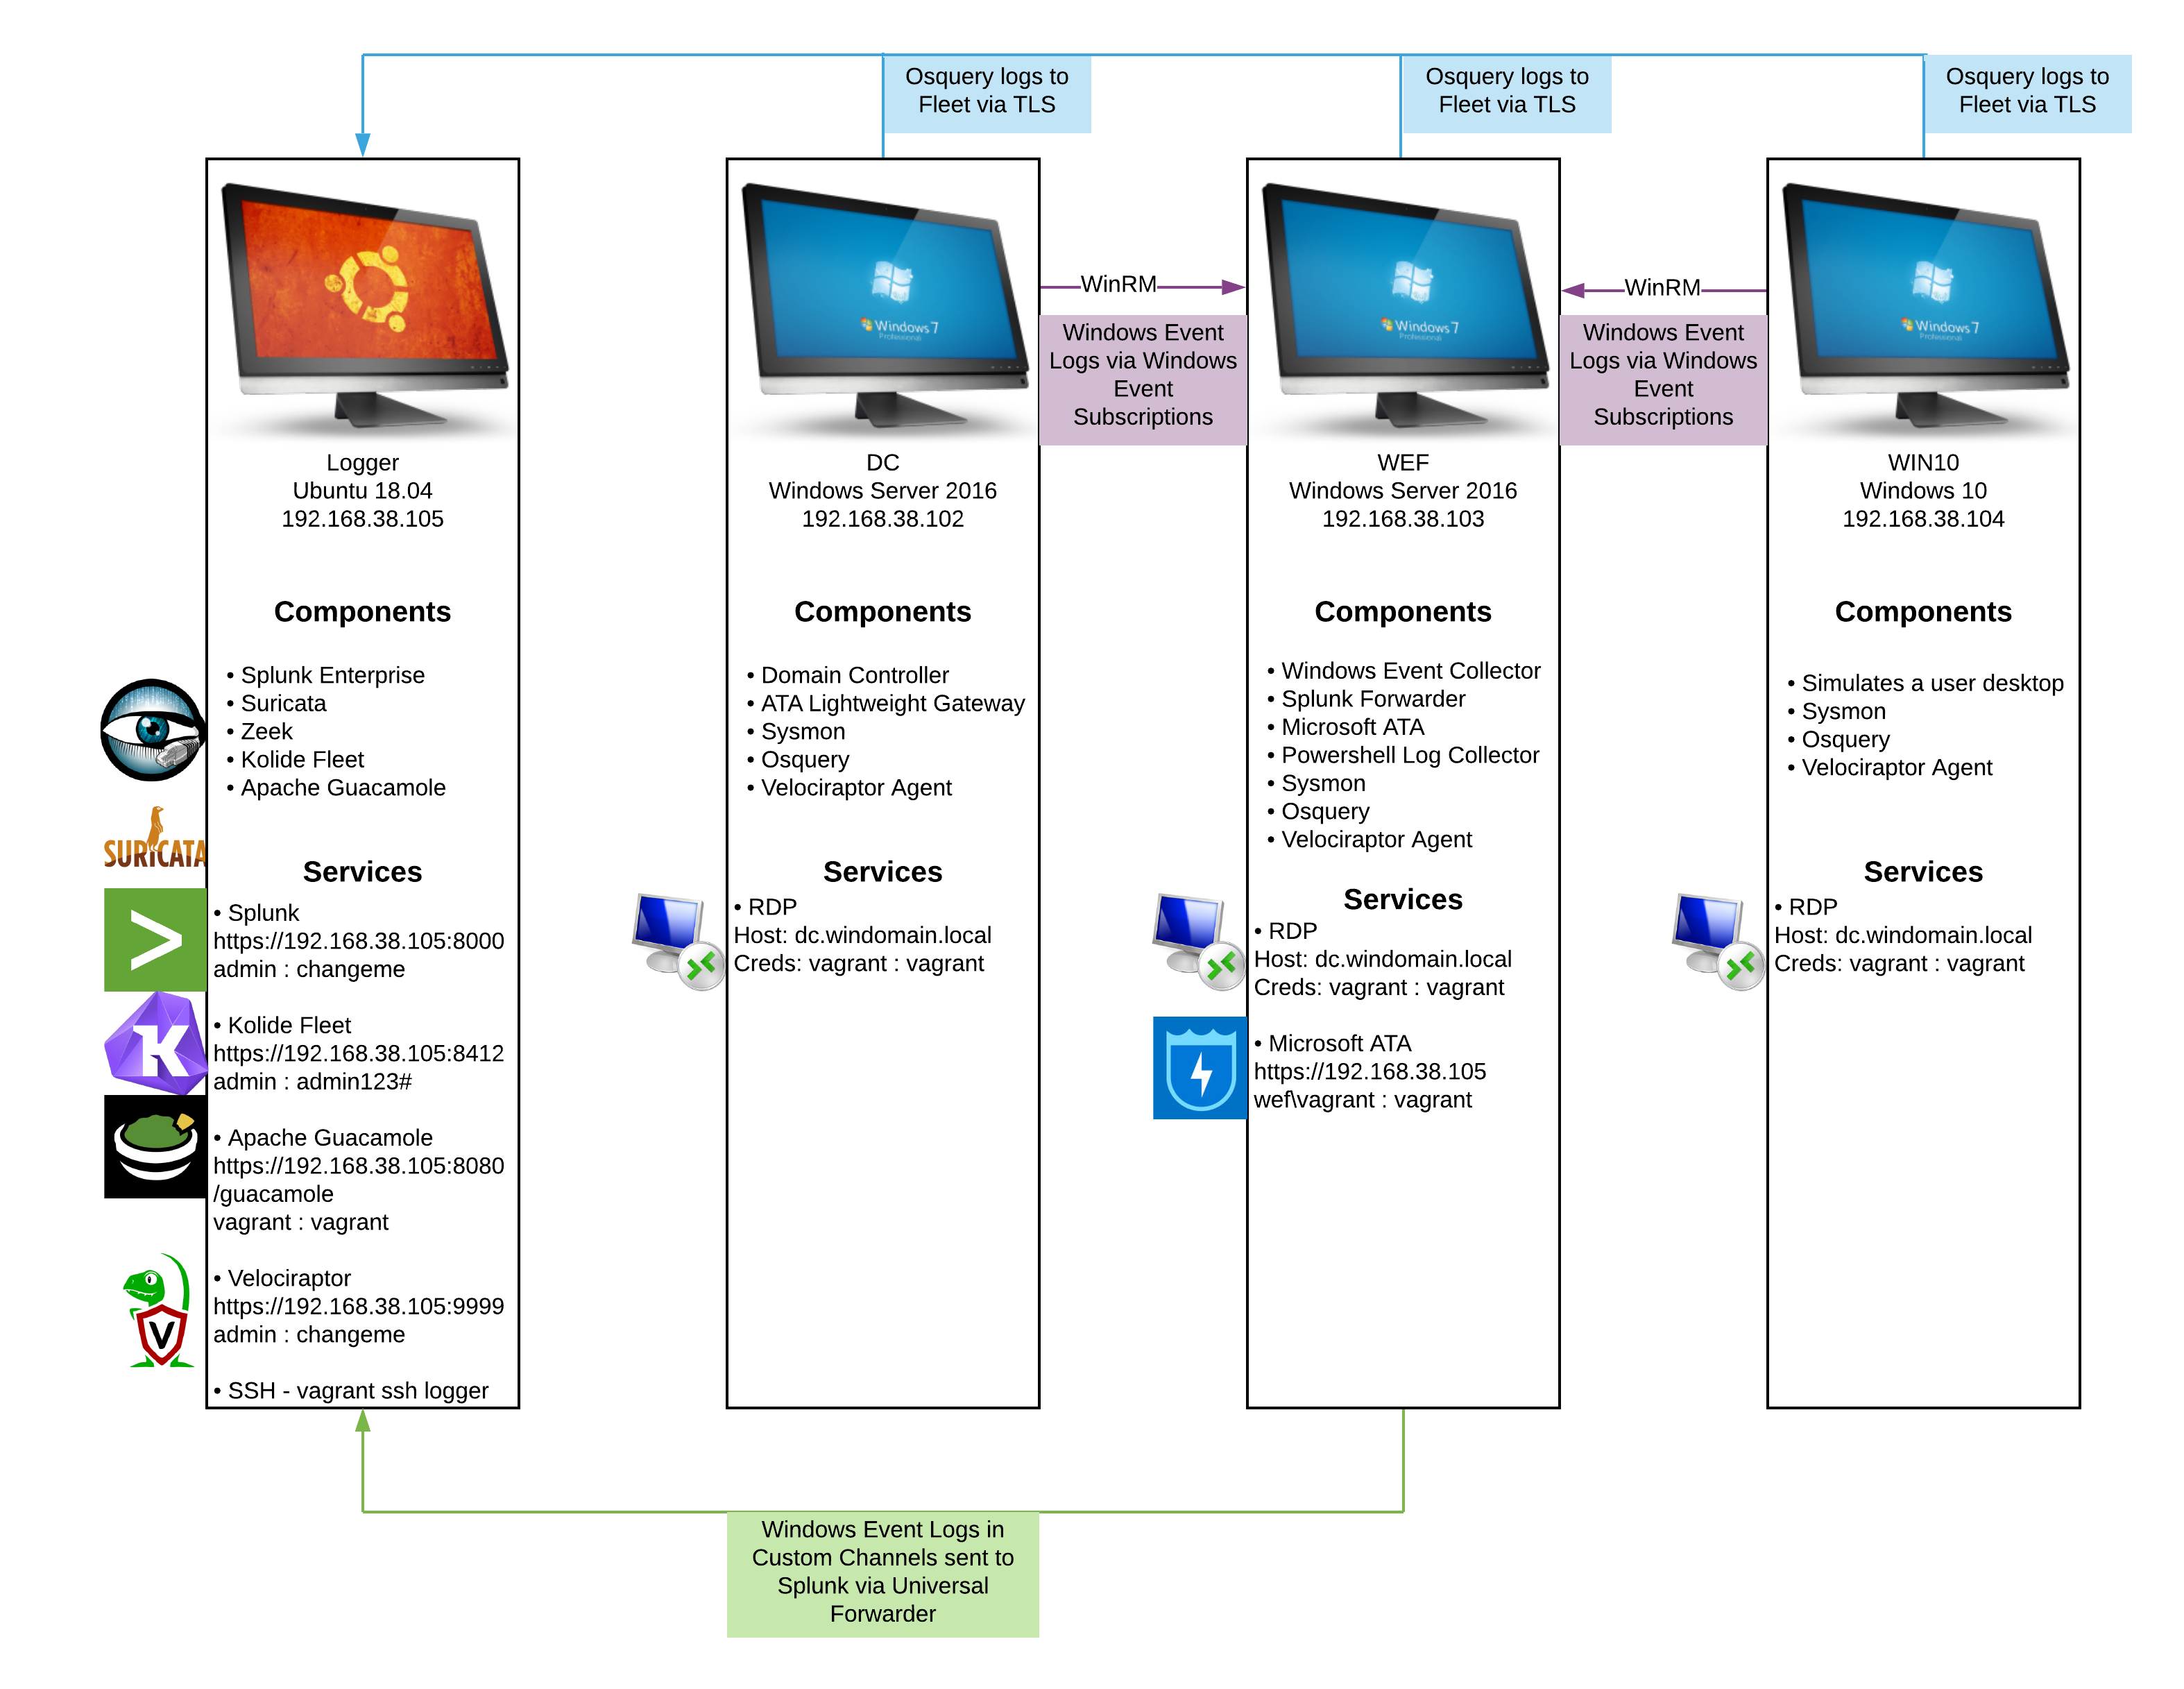 Osquery logs to
Fleet via TLS
Osquery logs to
Fleet via TLS
Osquery logs to
Fleet via TLS
Windows 7
Professional
Windows 7
Professional
Windows 7
Professional
WinRM
Windows Event
Logs via Windows
Event
Subscriptions
WinRM
Windows Event
Logs via Windows
Event
Subscriptions
Logger
Ubuntu 18.04
192.168.38.105
Components
• Splunk Enterprise
• Suricata
• Zeek
• Kolide Fleet
• Apache Guacamole
SURICATA
Services
>
• Splunk
https://192.168.38.105:8000
admin : changeme
K
• Kolide Fleet
https://192.168.38.105:8412
admin : admin123#
• Apache Guacamole
https://192.168.38.105:8080
/guacamole
vagrant : vagrant
V
• Velociraptor
https://192.168.38.105:9999
admin : changeme
• SSH - vagrant ssh logger
DC
Windows Server 2016
192.168.38.102
Components
• Domain Controller
• ATA Lightweight Gateway
• Sysmon
• Osquery
• Velociraptor Agent
Services
• RDP
Host: dc.windomain.local
Creds: vagrant : vagrant
WEF
Windows Server 2016
192.168.38.103
Components
• Windows Event Collector
• Splunk Forwarder
• Microsoft ATA
• Powershell Log Collector
• Sysmon
• Osquery
• Velociraptor Agent
Services
• RDP
Host: dc.windomain.local
Creds: vagrant : vagrant
• Microsoft ATA
https://192.168.38.105
wef\vagrant : vagrant
WIN10
Windows 10
192.168.38.104
Components
• Simulates a user desktop
• Sysmon
• Osquery
• Velociraptor Agent
Services
• RDP
Host: dc.windomain.local
Creds: vagrant : vagrant
Windows Event Logs in
Custom Channels sent to
Splunk via Universal
Forwarder